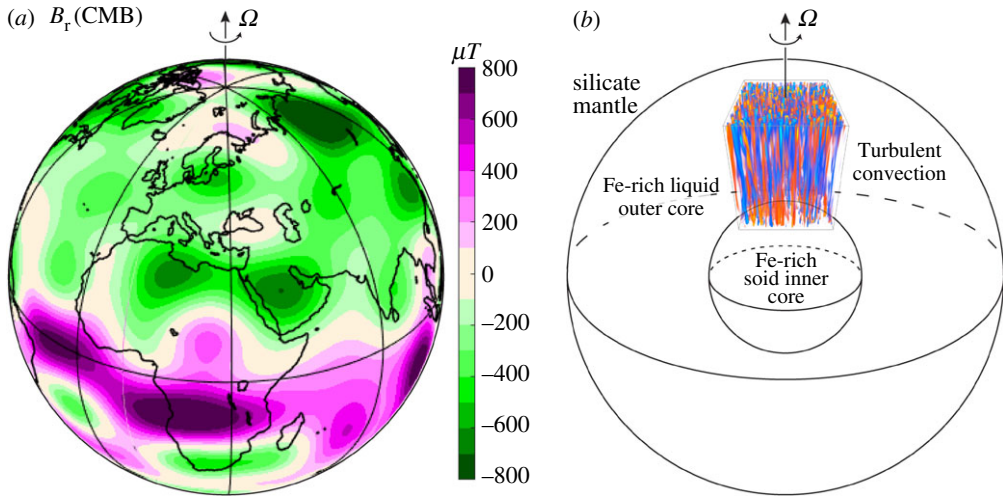 (a) B_r (CMB)
Ω
μT
800
600
400
200
0
–200
–400
–600
–800
(b)
Ω
silicate
mantle
Turbulent
convection
Fe-rich liquid
outer core
Fe-rich
soid inner
core